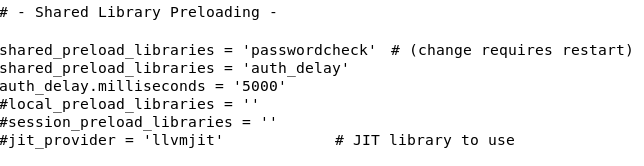 # - Shared Library Preloading -
shared_preload_libraries = 'passwordcheck'  # (change requires restart)
shared_preload_libraries = 'auth_delay'
auth_delay.milliseconds = '5000'
#local_preload_libraries = ''
#session_preload_libraries = ''
#jit_provider = 'llvmjit'             # JIT library to use